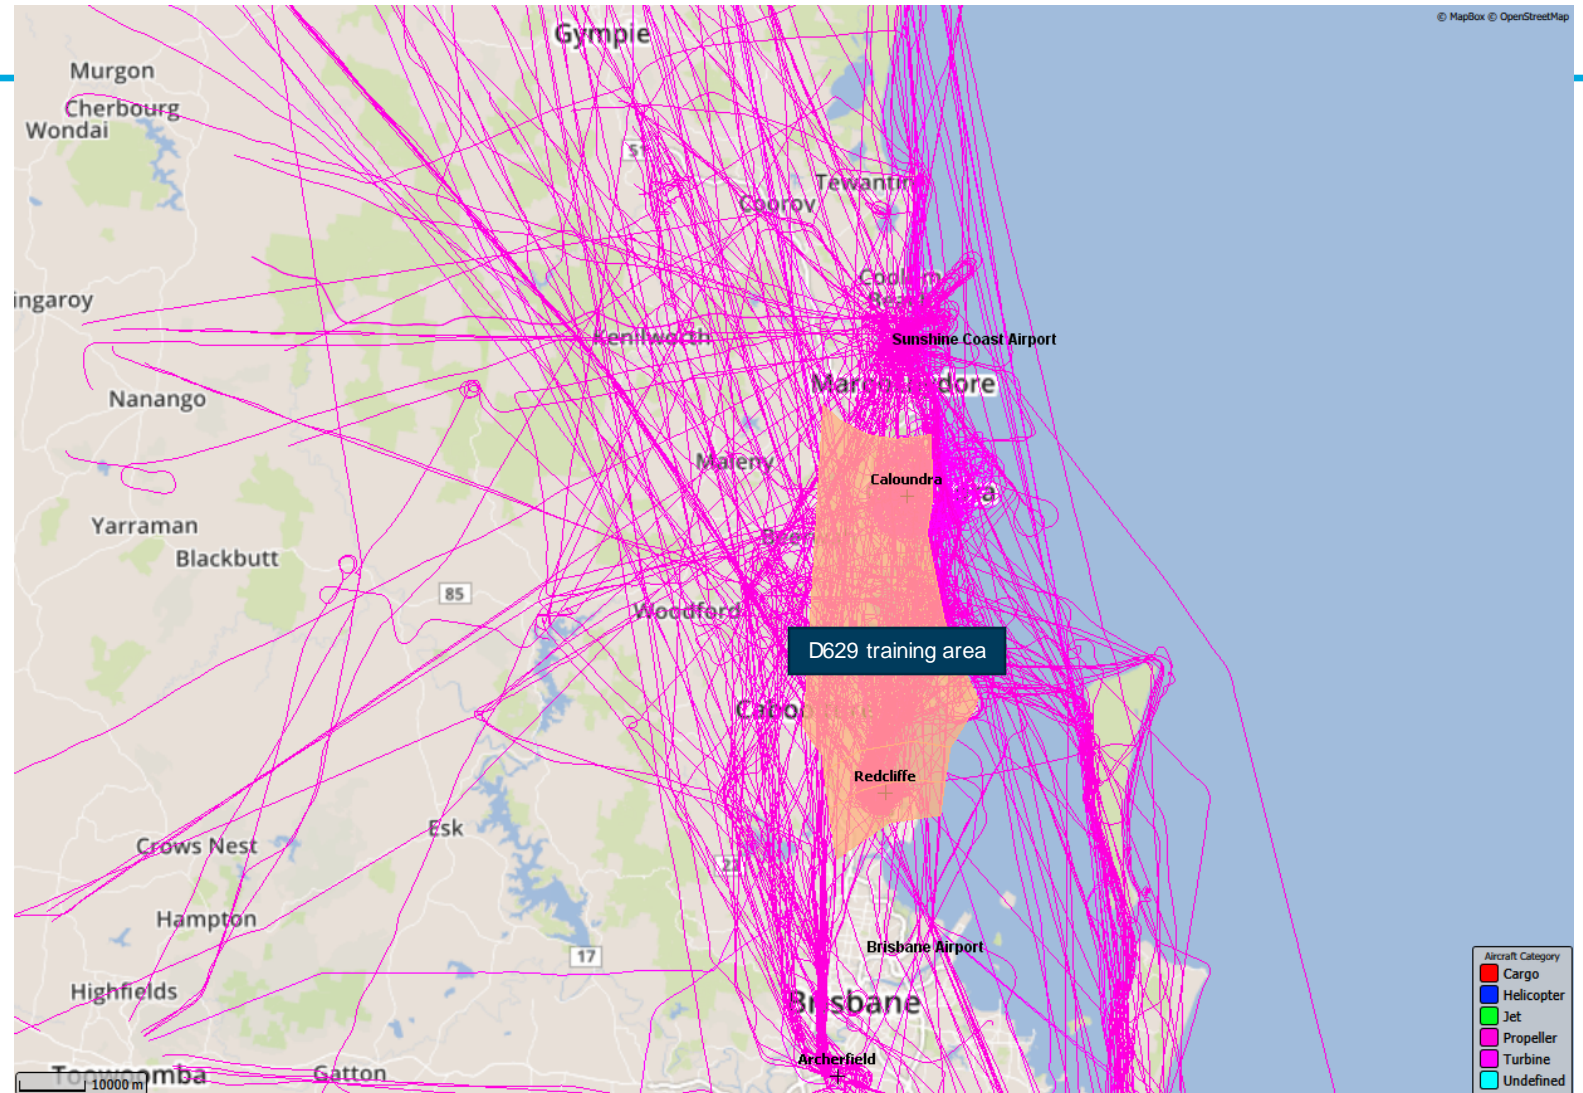 © MapBox © OpenStreetMap
Gympie
Murgon
Cherbourg
Wondai
51
Tewantin
Cooroy
ingaroy
Kenilworth
Sunshine Coast Airport
Nanango
Maleny
Caloundra
a
Yarraman
Blackbutt
85
Woodford
D629 training area
Redcliffe
Esk
Crows Nest
Hampton
Brisbane Airport
17
Highfields
Brisbane
Archerfield
Toowoomba
Gatton
10000 m
Aircraft Category
Cargo
Helicopter
Jet
Propeller
Turbine
Undefined